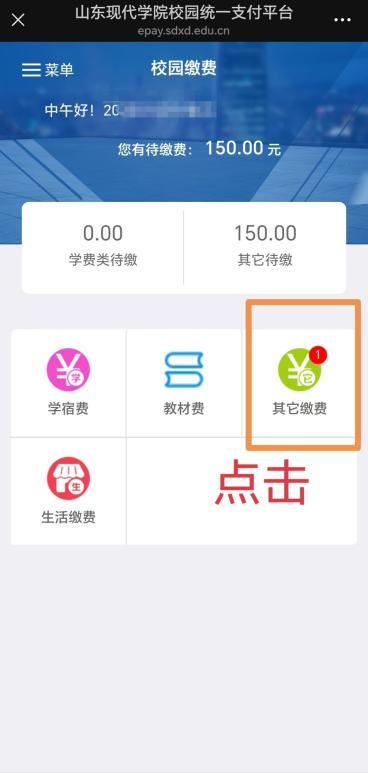 山东现代学院校园统一支付平台
epay.sdxd.edu.cn
菜单
校园缴费
中午好！20
您有待缴费： 150.00 元
0.00
150.00
学费类待缴
其它待缴
学
它
1
学宿费
教材费
其它缴费
生
点击
生活缴费